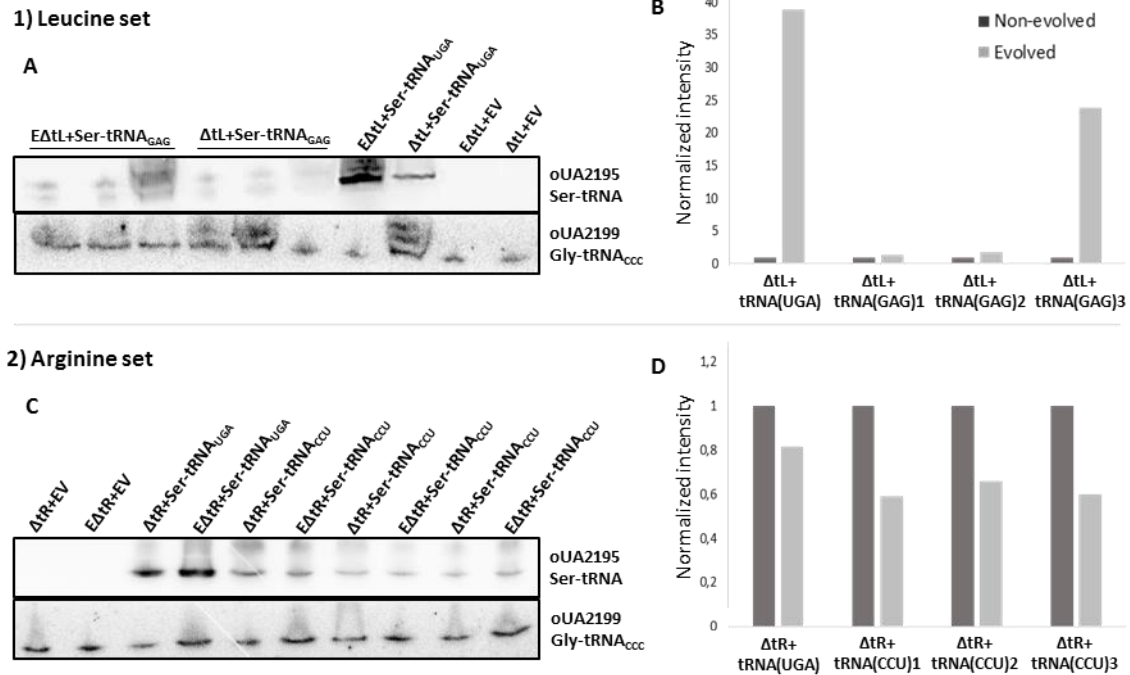 1) Leucine set
A
EΔtL+Ser-tRNAGAG
ΔtL+Ser-tRNAGAG
EΔtL+Ser-tRNAUGA
ΔtL+Ser-tRNAUGA
EΔtL+EV
ΔtL+EV
oUA2195
Ser-tRNA
oUA2199
Gly-tRNACCC
B
Normalized intensity
40
35
30
25
20
15
10
5
0
Non-evolved
Evolved
ΔtL+
tRNA(UGA)
ΔtL+
tRNA(GAG)1
ΔtL+
tRNA(GAG)2
ΔtL+
tRNA(GAG)3
2) Arginine set
C
ΔtR+EV
EΔtR+EV
ΔtR+Ser-tRNAUGA
EΔtR+Ser-tRNAUGA
ΔtR+Ser-tRNACCU
EΔtR+Ser-tRNACCU
ΔtR+Ser-tRNACCU
EΔtR+Ser-tRNACCU
ΔtR+Ser-tRNACCU
EΔtR+Ser-tRNACCU
oUA2195
Ser-tRNA
oUA2199
Gly-tRNACCC
D
Normalized intensity
1,2
1
0,8
0,6
0,4
0,2
0
ΔtR+
tRNA(UGA)
ΔtR+
tRNA(CCU)1
ΔtR+
tRNA(CCU)2
ΔtR+
tRNA(CCU)3